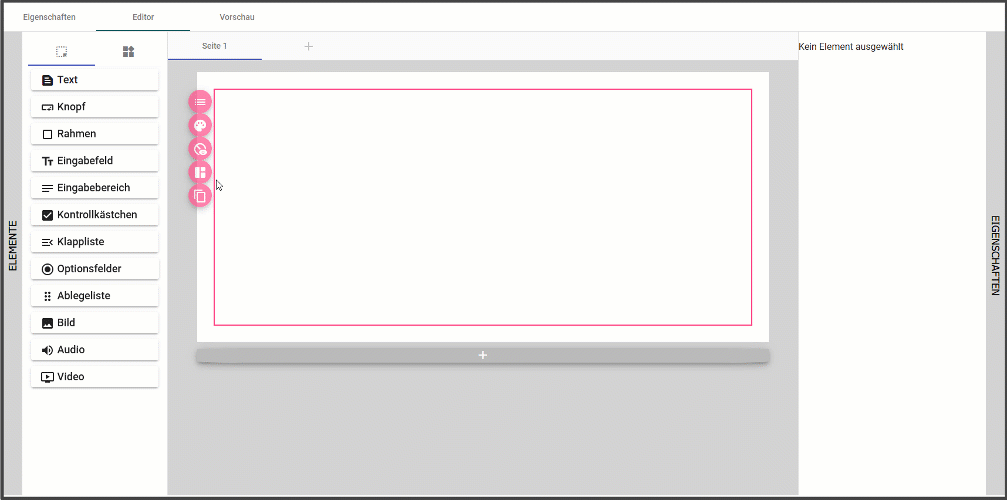 Eigenschaften
Editor
Vorschau
Seite 1
Kein Element ausgewählt
Text
Knopf
Rahmen
Eingabefeld
Eingabebereich
Kontrollkästchen
Klappliste
Optionsfelder
Ablegeliste
Bild
Audio
Video
ELEMENTE
EIGENSCHAFTEN